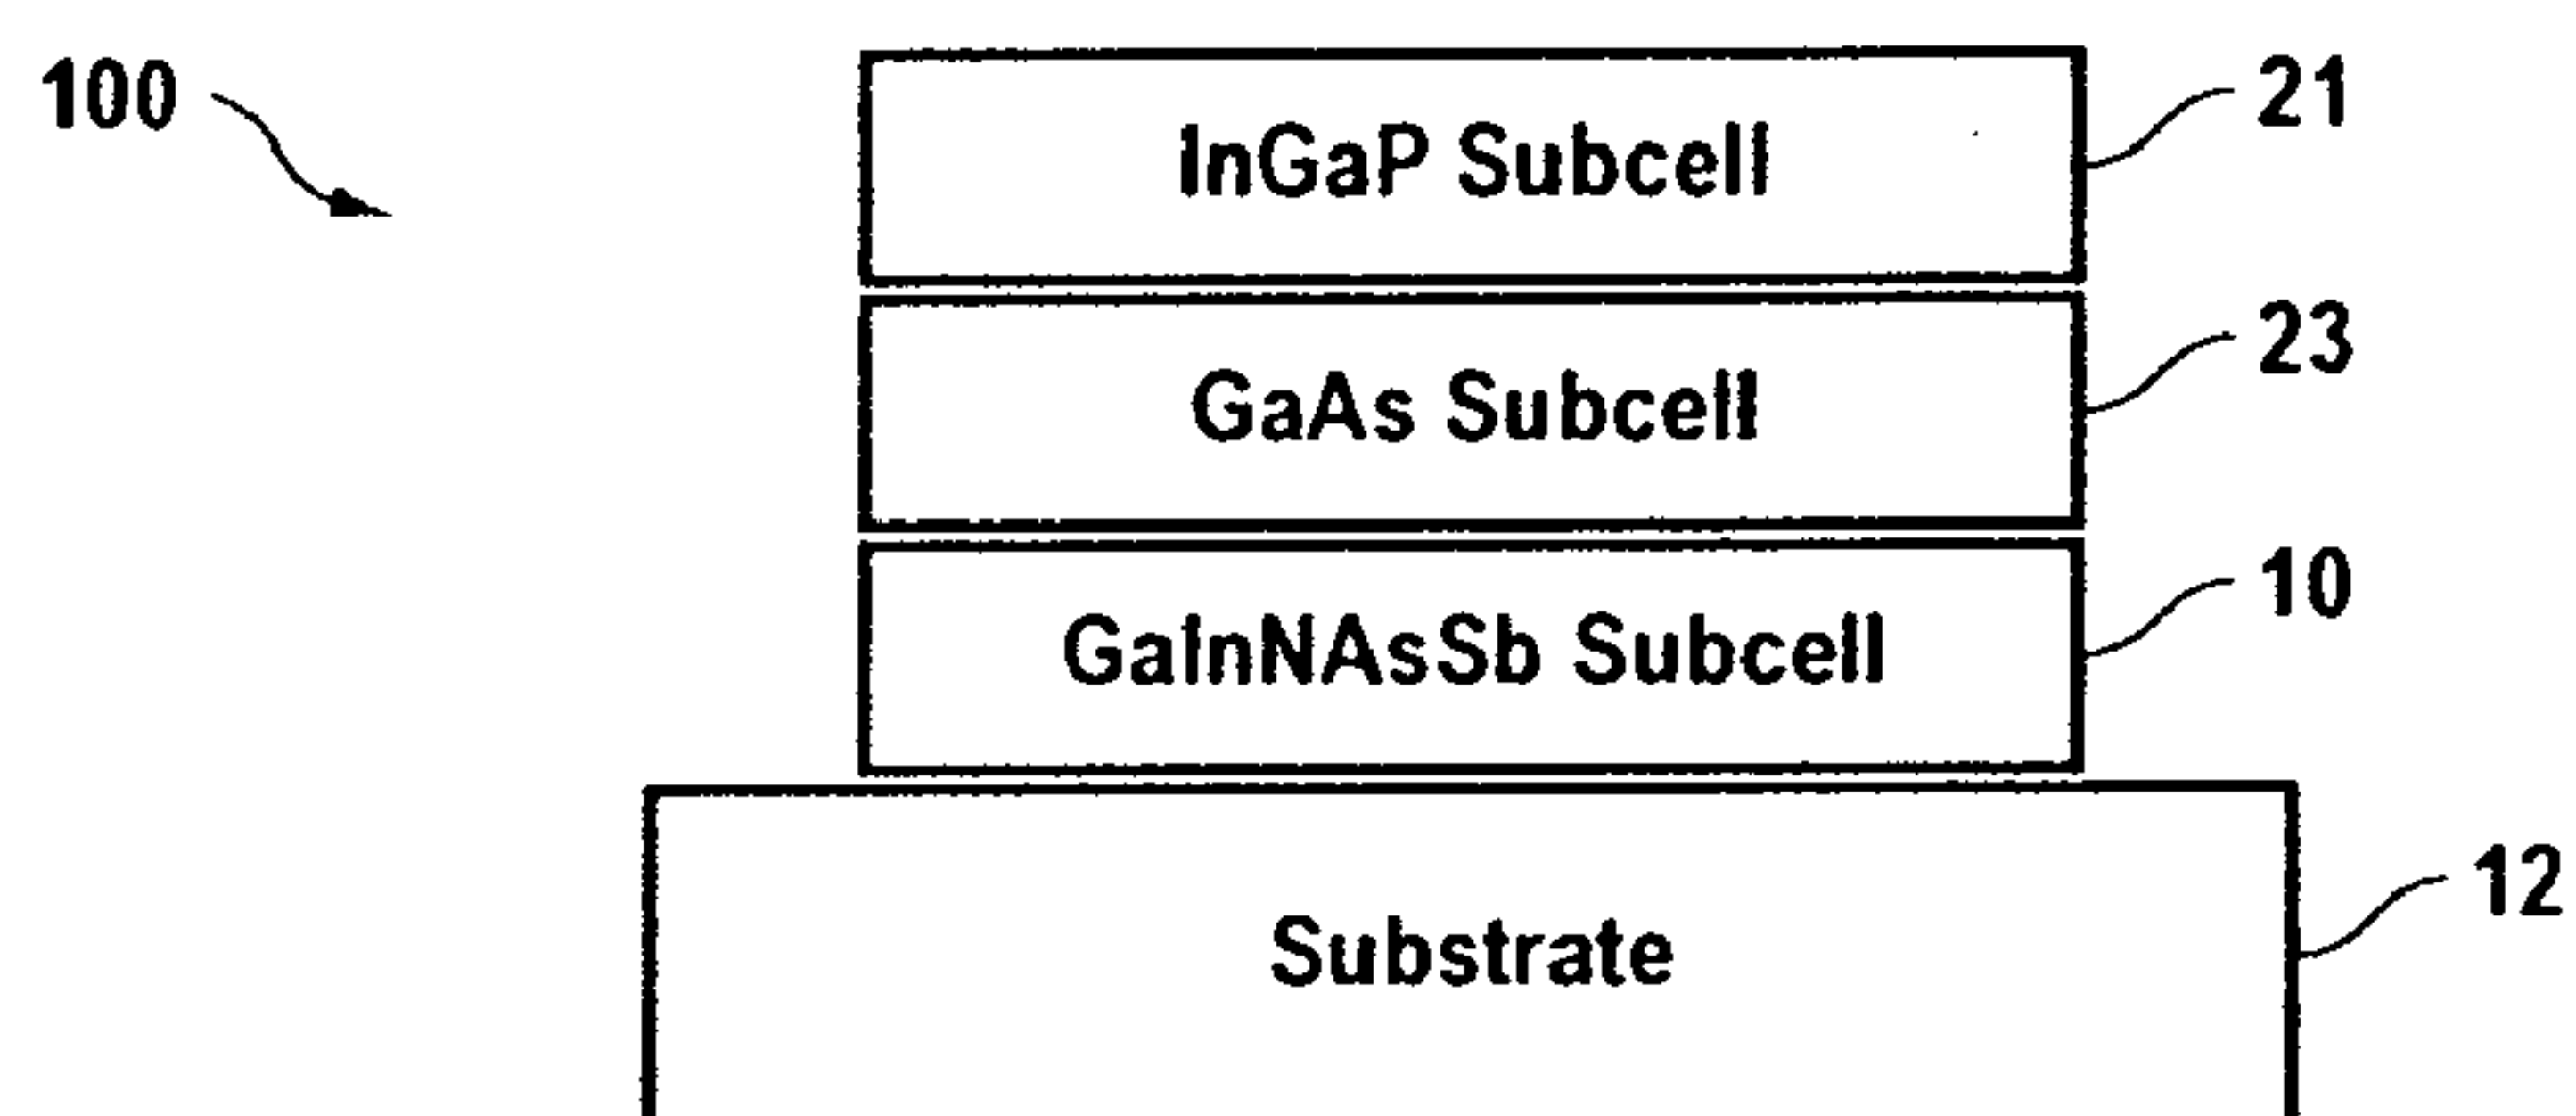 100
InGaP Subcell
21
GaAs Subcell
23
GaInNAsSb Subcell
10
Substrate
12